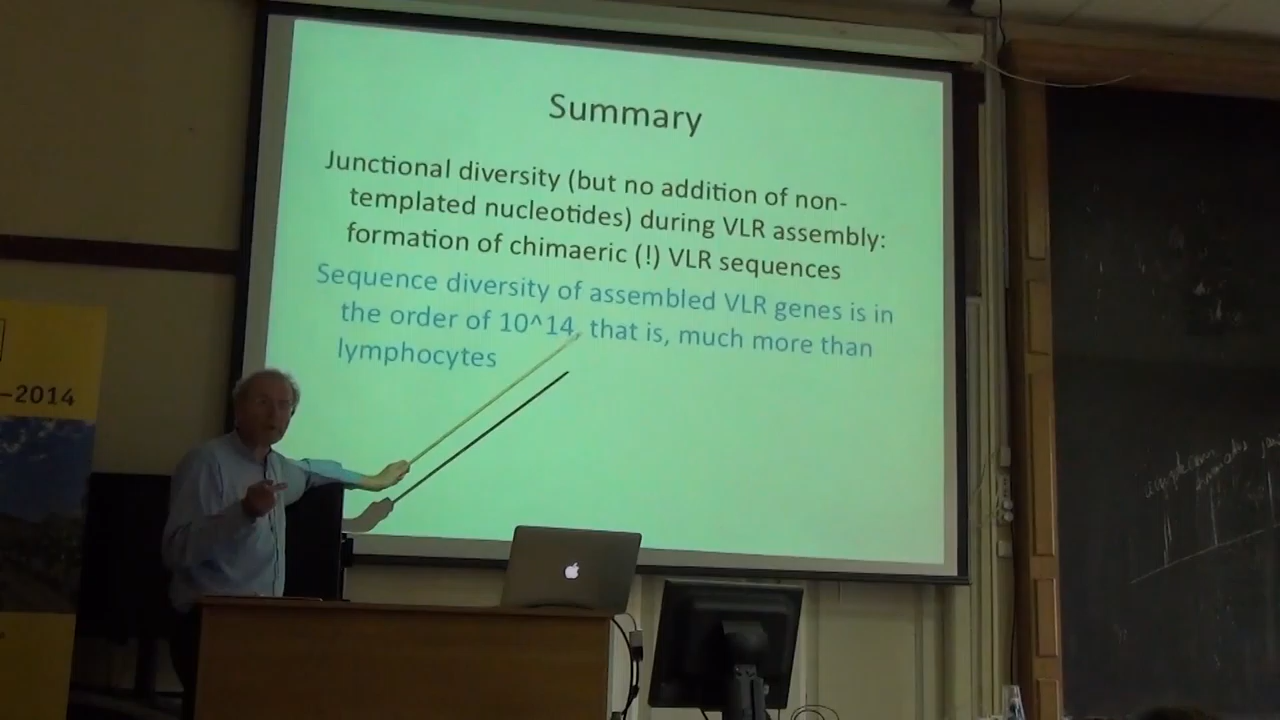 Summary
Junctional diversity (but no addition of non-
templated nucleotides) during VLR assembly:
formation of chimaeric (!) VLR sequences
Sequence diversity of assembled VLR genes is in
the order of 10^14, that is, much more than
lymphocytes
–2014